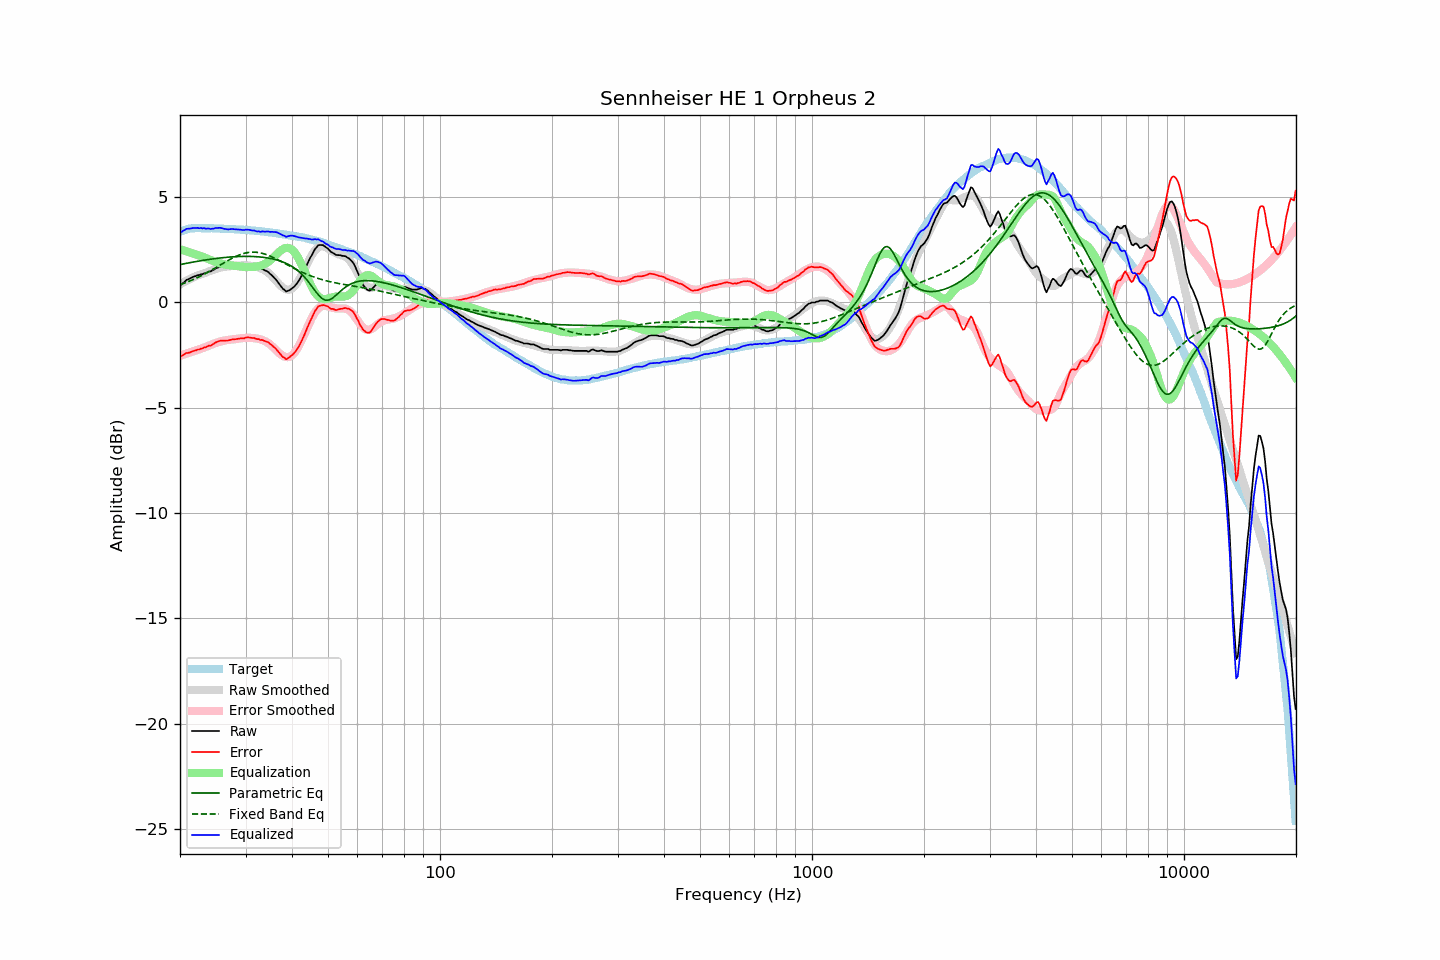 Sennheiser HE 1 Orpheus 2
Amplitude (dBr)
5
0
−5
−10
−15
−20
−25
Target
Raw Smoothed
Error Smoothed
Raw
Error
Equalization
Parametric Eq
Fixed Band Eq
Equalized
100
1000
10000
Frequency (Hz)